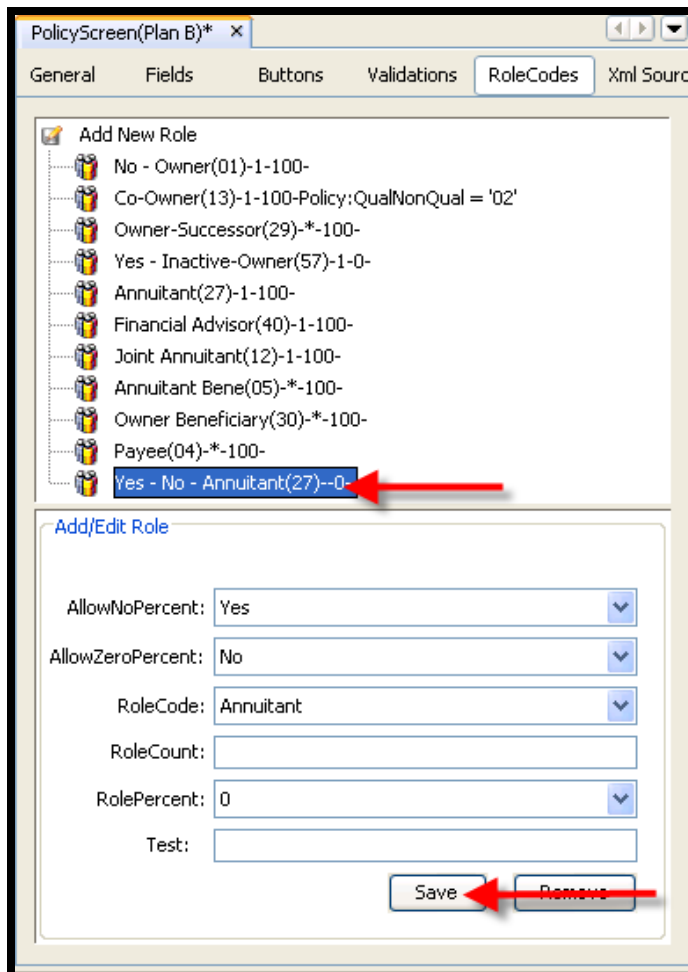 PolicyScreen(Plan B)*
General Fields Buttons Validations RoleCodes Xml Sourc
Add New Role
No - Owner(01)-1-100-
Co-Owner(13)-1-100-Policy:QualNonQual = '02'
Owner-Successor(29)-*-100-
Yes - Inactive-Owner(57)-1-0-
Annuitant(27)-1-100-
Financial Advisor(40)-1-100-
Joint Annuitant(12)-1-100-
Annuitant Bene(05)-*-100-
Owner Beneficiary(30)-*-100-
Payee(04)-*-100-
Yes - No - Annuitant(27)--0-
Add/Edit Role
AllowNoPercent: Yes
AllowZeroPercent: No
RoleCode: Annuitant
RoleCount:
RolePercent: 0
Test:
Save Remove